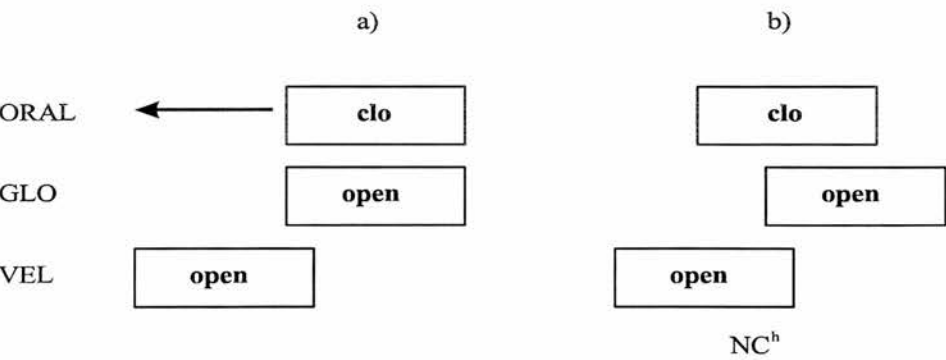 a) b)
ORAL clo clo
GLO open open
VEL open open
NCʰ